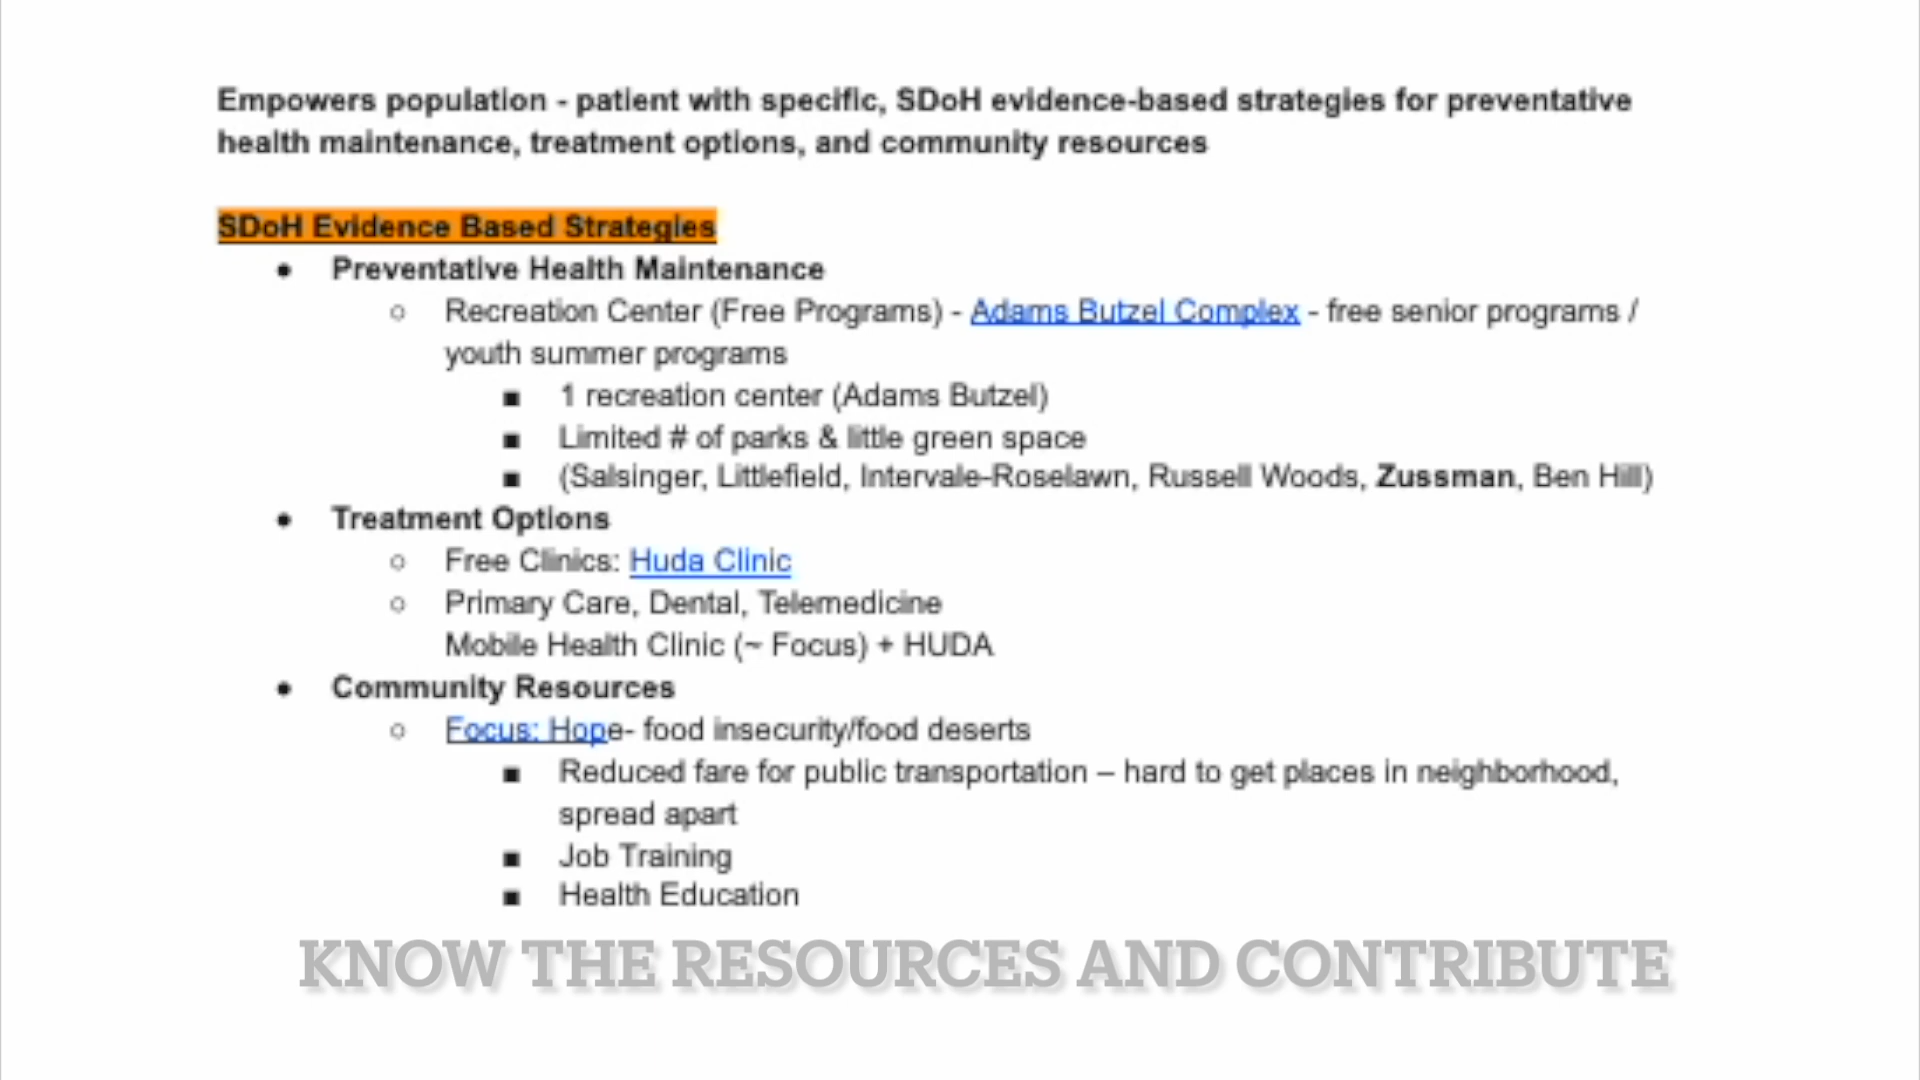 Empowers population - patient with specific, SDoH evidence-based strategies for preventative
health maintenance, treatment options, and community resources
SDoH Evidence Based Strategies
● Preventative Health Maintenance
○ Recreation Center (Free Programs) - Adams Butzel Complex - free senior programs /
youth summer programs
■ 1 recreation center (Adams Butzel)
■ Limited # of parks & little green space
■ (Salsinger, Littlefield, Intervale-Roselawn, Russell Woods, Zussman, Ben Hill)
● Treatment Options
○ Free Clinics: Huda Clinic
○ Primary Care, Dental, Telemedicine
Mobile Health Clinic (~ Focus) + HUDA
● Community Resources
○ Focus: Hope- food insecurity/food deserts
■ Reduced fare for public transportation – hard to get places in neighborhood,
spread apart
■ Job Training
■ Health Education
KNOW THE RESOURCES AND CONTRIBUTE